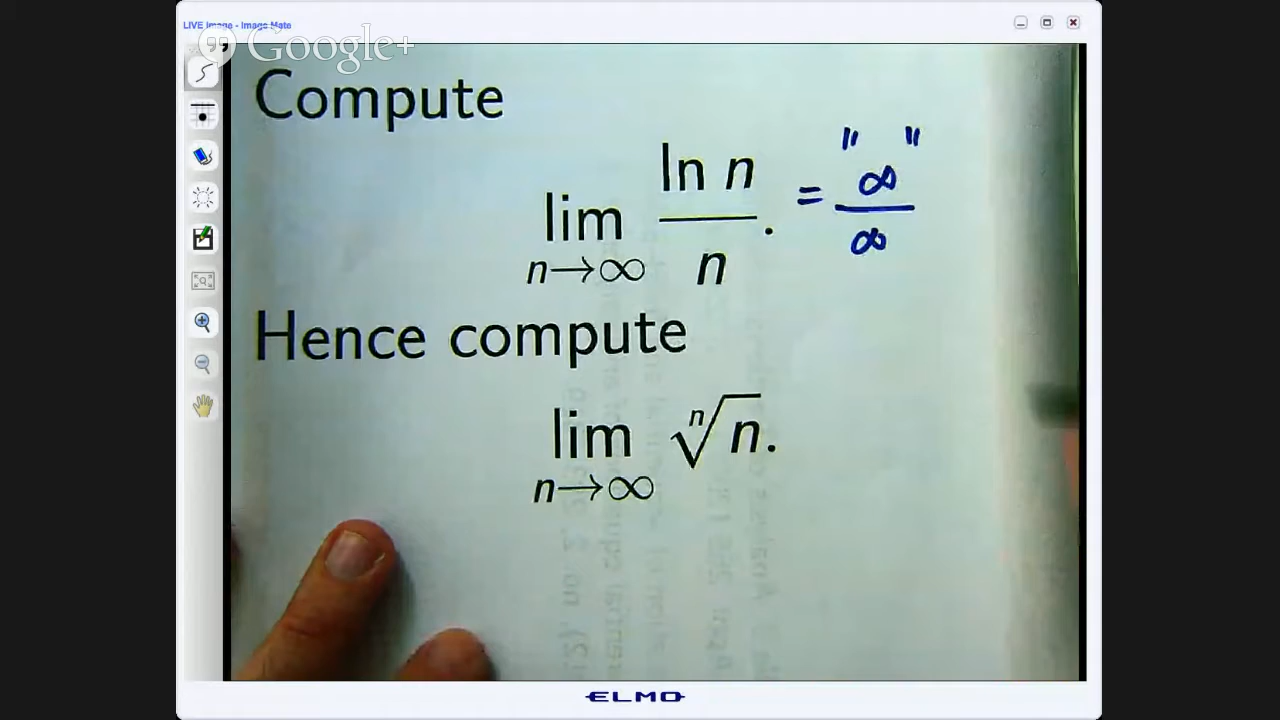 LIVE Image - Image Mate
Google+
Compute
lim n→∞ ln n / n . = " ∞ / ∞ "
Hence compute
lim n→∞ ⁿ√n.
ELMO